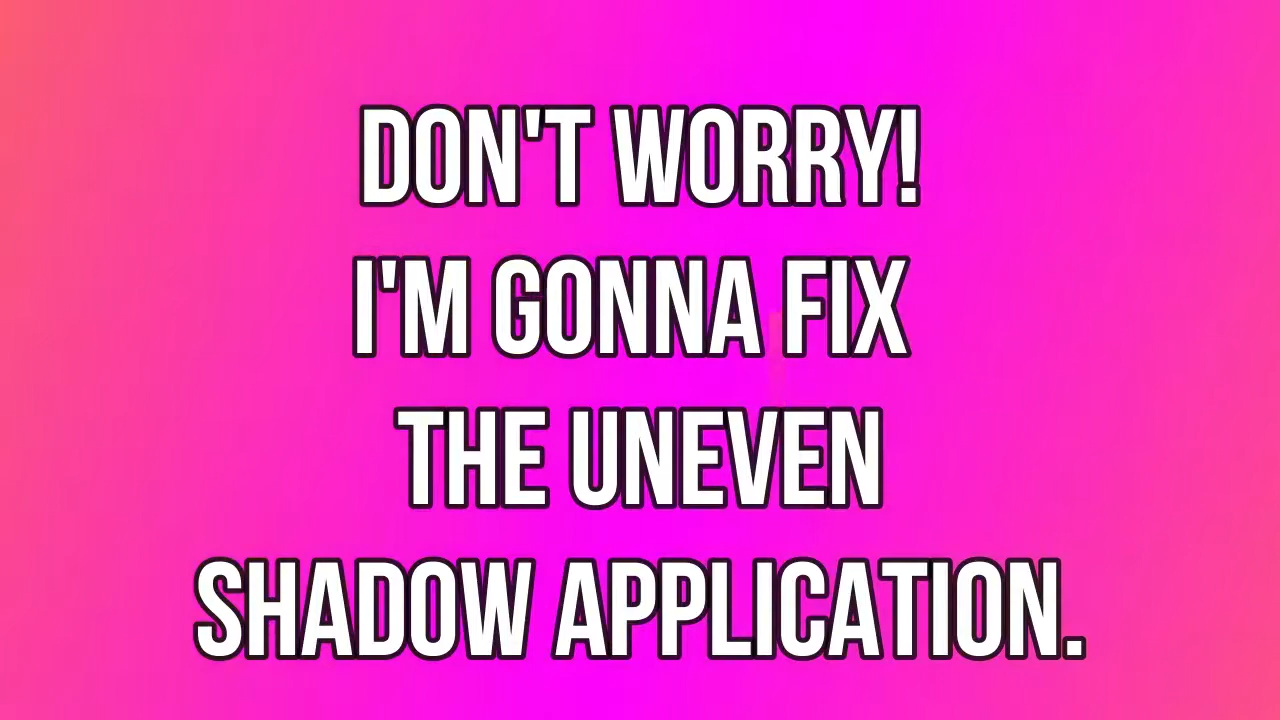 DON'T WORRY!
I'M GONNA FIX
THE UNEVEN
SHADOW APPLICATION.